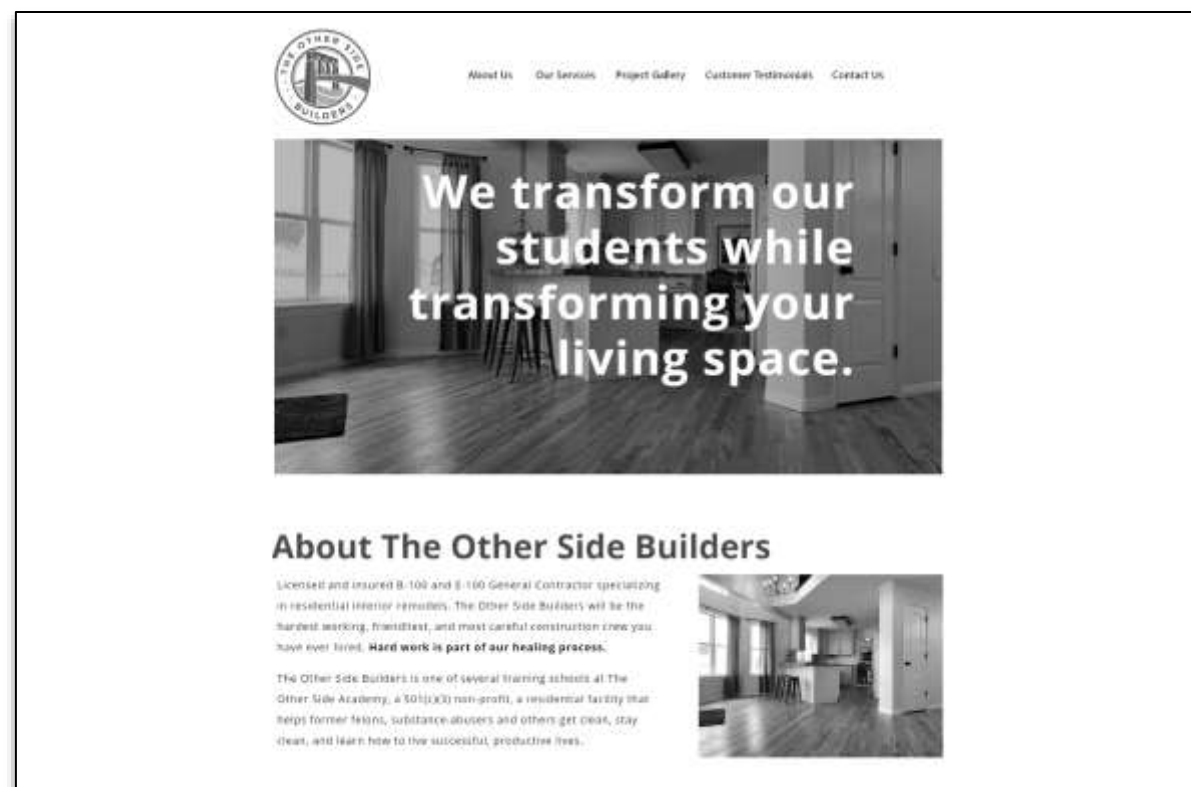 THE OTHER SIDE
BUILDERS
About Us Our Services Project Gallery Customer Testimonials Contact Us
We transform our
students while
transforming your
living space.
About The Other Side Builders
Licensed and insured B-100 and E-100 General Contractor specializing
in residential interior remodels. The Other Side Builders will be the
hardest working, friendliest, and most careful construction crew you
have ever hired. Hard work is part of our healing process.
The Other Side Builders is one of several training schools at The
Other Side Academy, a 501(c)(3) non-profit, a residential facility that
helps former felons, substance abusers and others get clean, stay
clean, and learn how to live successful, productive lives.